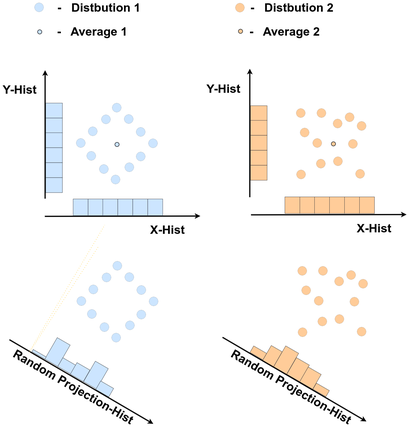 - Distbution 1
- Average 1
- Distbution 2
- Average 2
Y-Hist
X-Hist
Y-Hist
X-Hist
Random Projection-Hist
Random Projection-Hist